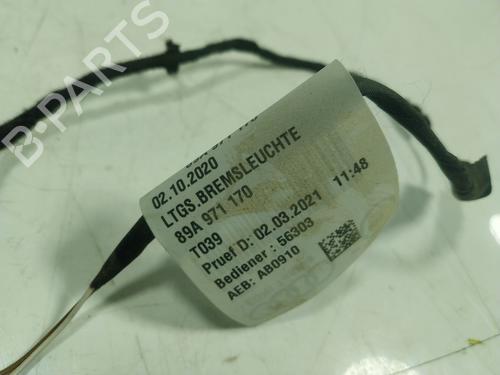 B-PARTS
02.10.2020
LTGS.BREMSLEUCHTE
89A 971 170
T039
Pruef D: 02.03.2021 11:48
Bediener : 56303
AEB: AB0910